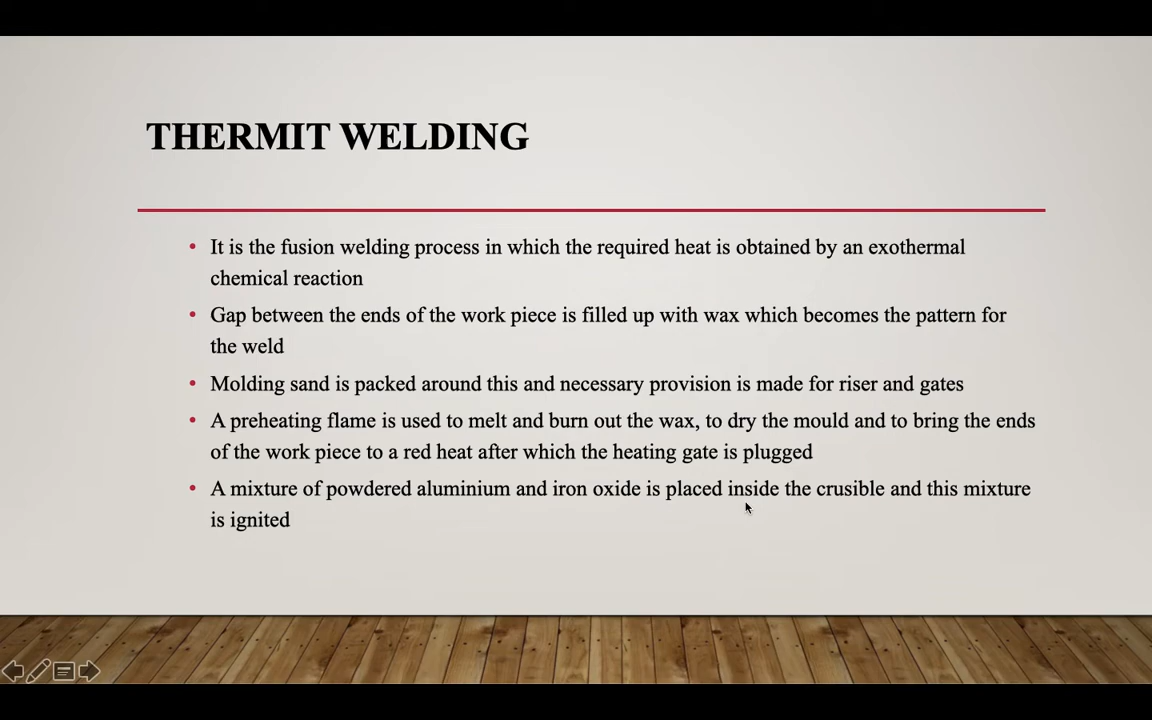 THERMIT WELDING
• It is the fusion welding process in which the required heat is obtained by an exothermal
chemical reaction
• Gap between the ends of the work piece is filled up with wax which becomes the pattern for
the weld
• Molding sand is packed around this and necessary provision is made for riser and gates
• A preheating flame is used to melt and burn out the wax, to dry the mould and to bring the ends
of the work piece to a red heat after which the heating gate is plugged
• A mixture of powdered aluminium and iron oxide is placed inside the crusible and this mixture
is ignited